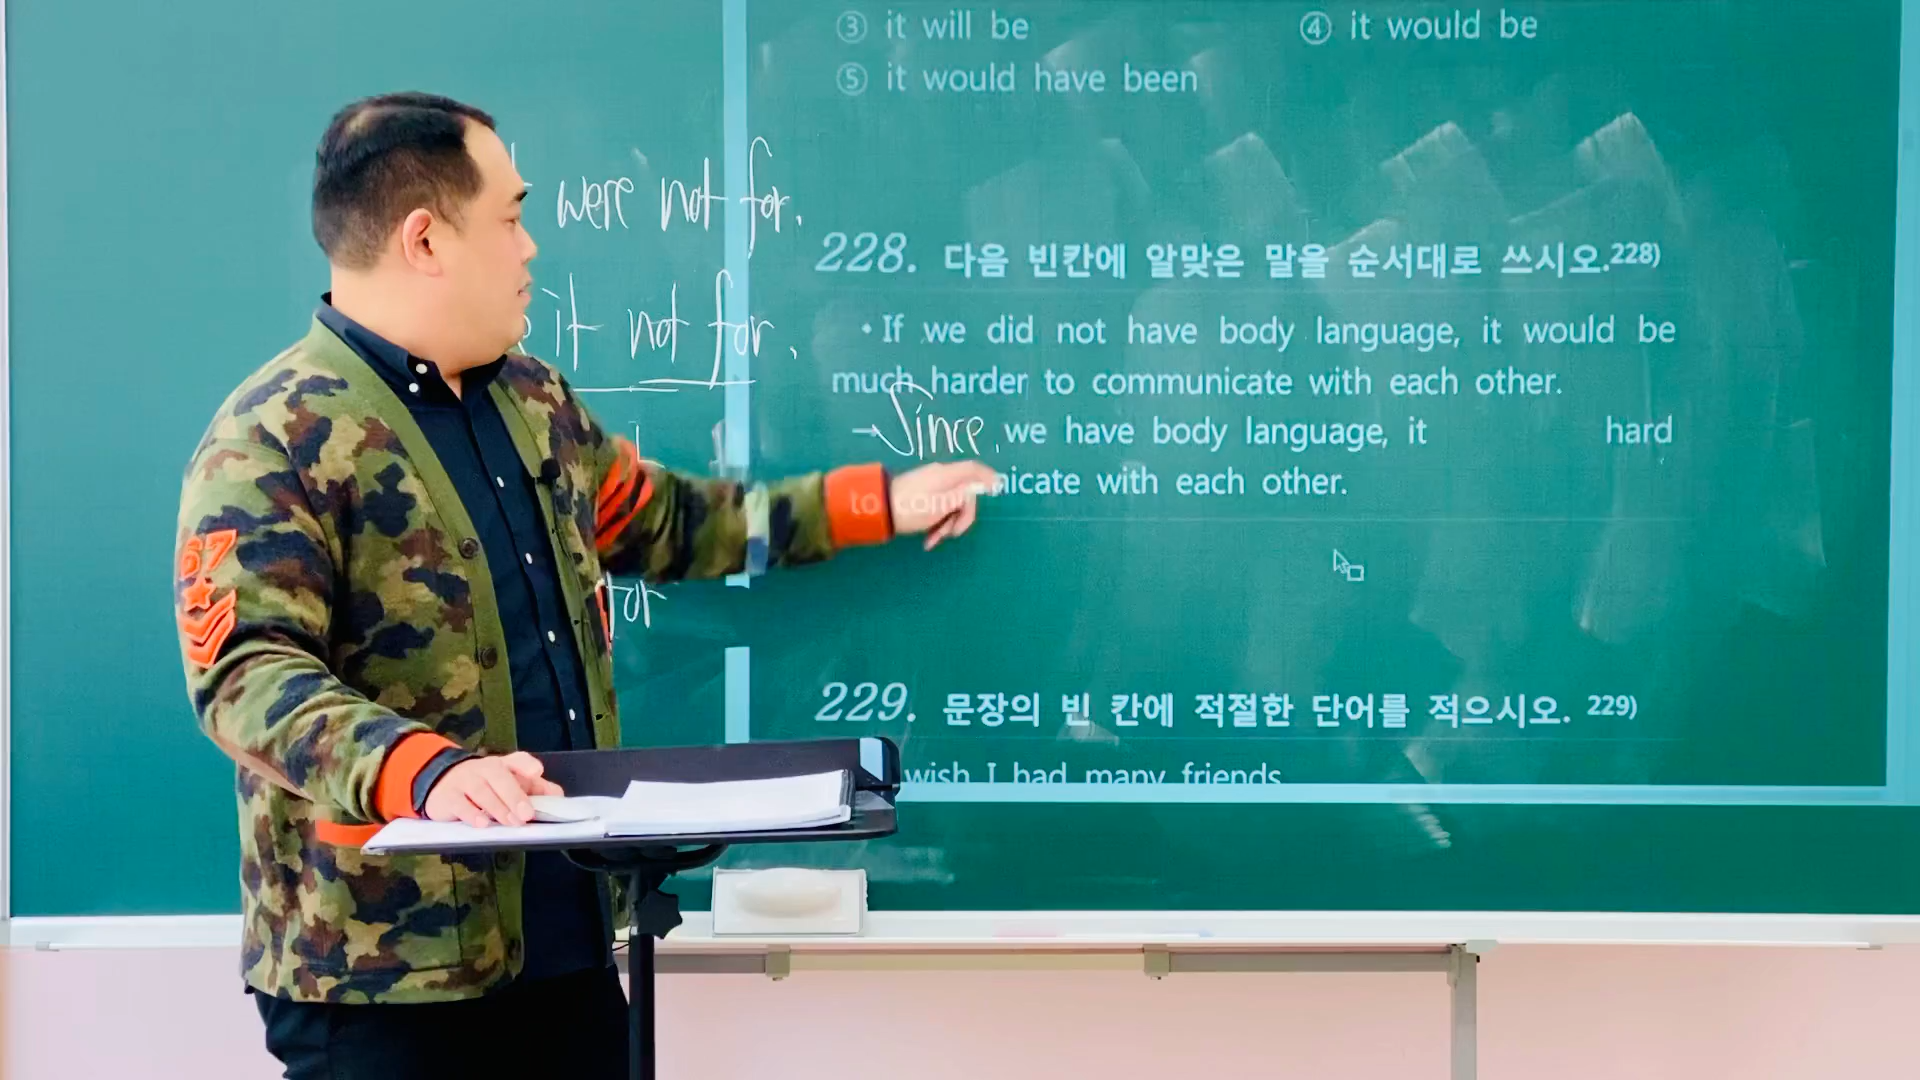 ③ it will be ④ it would be
⑤ it would have been
were not for.
it not for.
for
228. 다음 빈칸에 알맞은 말을 순서대로 쓰시오.228)
• If we did not have body language, it would be
much harder to communicate with each other.
→ Since, we have body language, it hard
to com nicate with each other.
229. 문장의 빈 칸에 적절한 단어를 적으시오. 229)
wish I had many friends
67